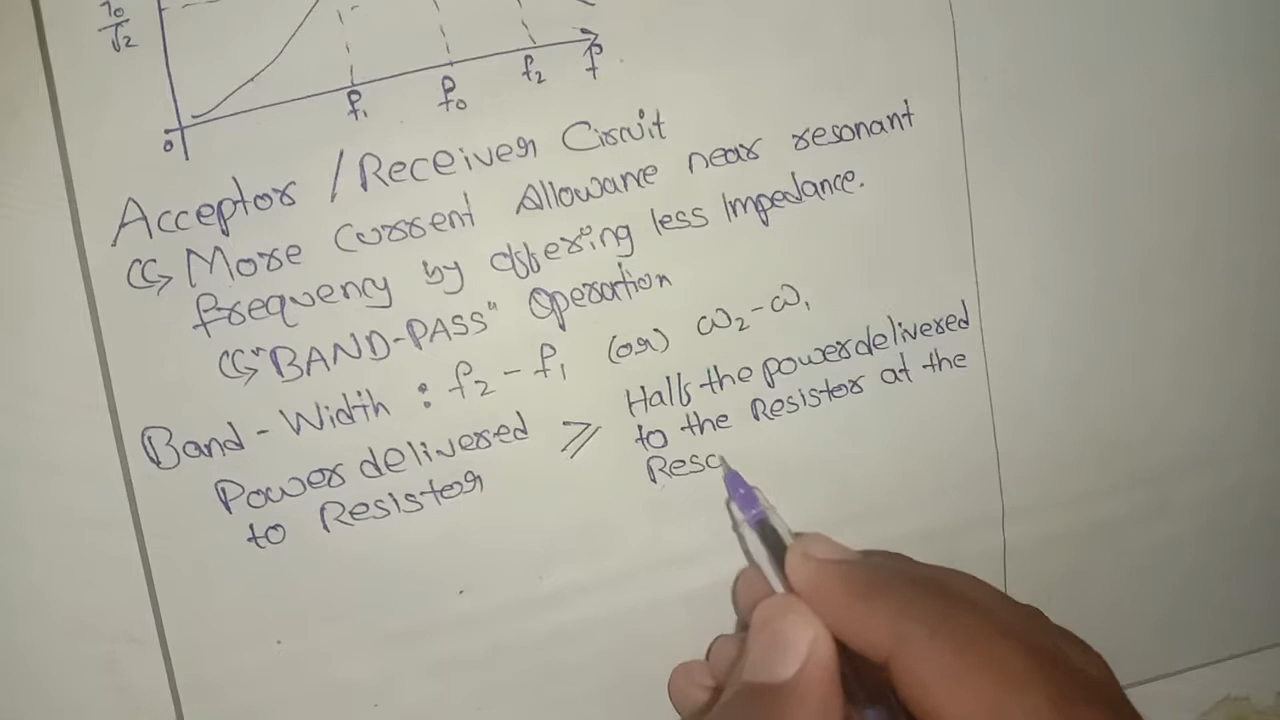 I₀/√2
0 f₁ f₀ f₂ f
Acceptor / Receiver Circuit
↳ More Current Allowance near resonant
frequency by offering less Impedance.
↳ "BAND-PASS" Operation
Band-Width : f₂ - f₁ (or) ω₂ - ω₁
Power delivered ≥ Half the power delivered
to Resistor to the Resistor at the
Reso